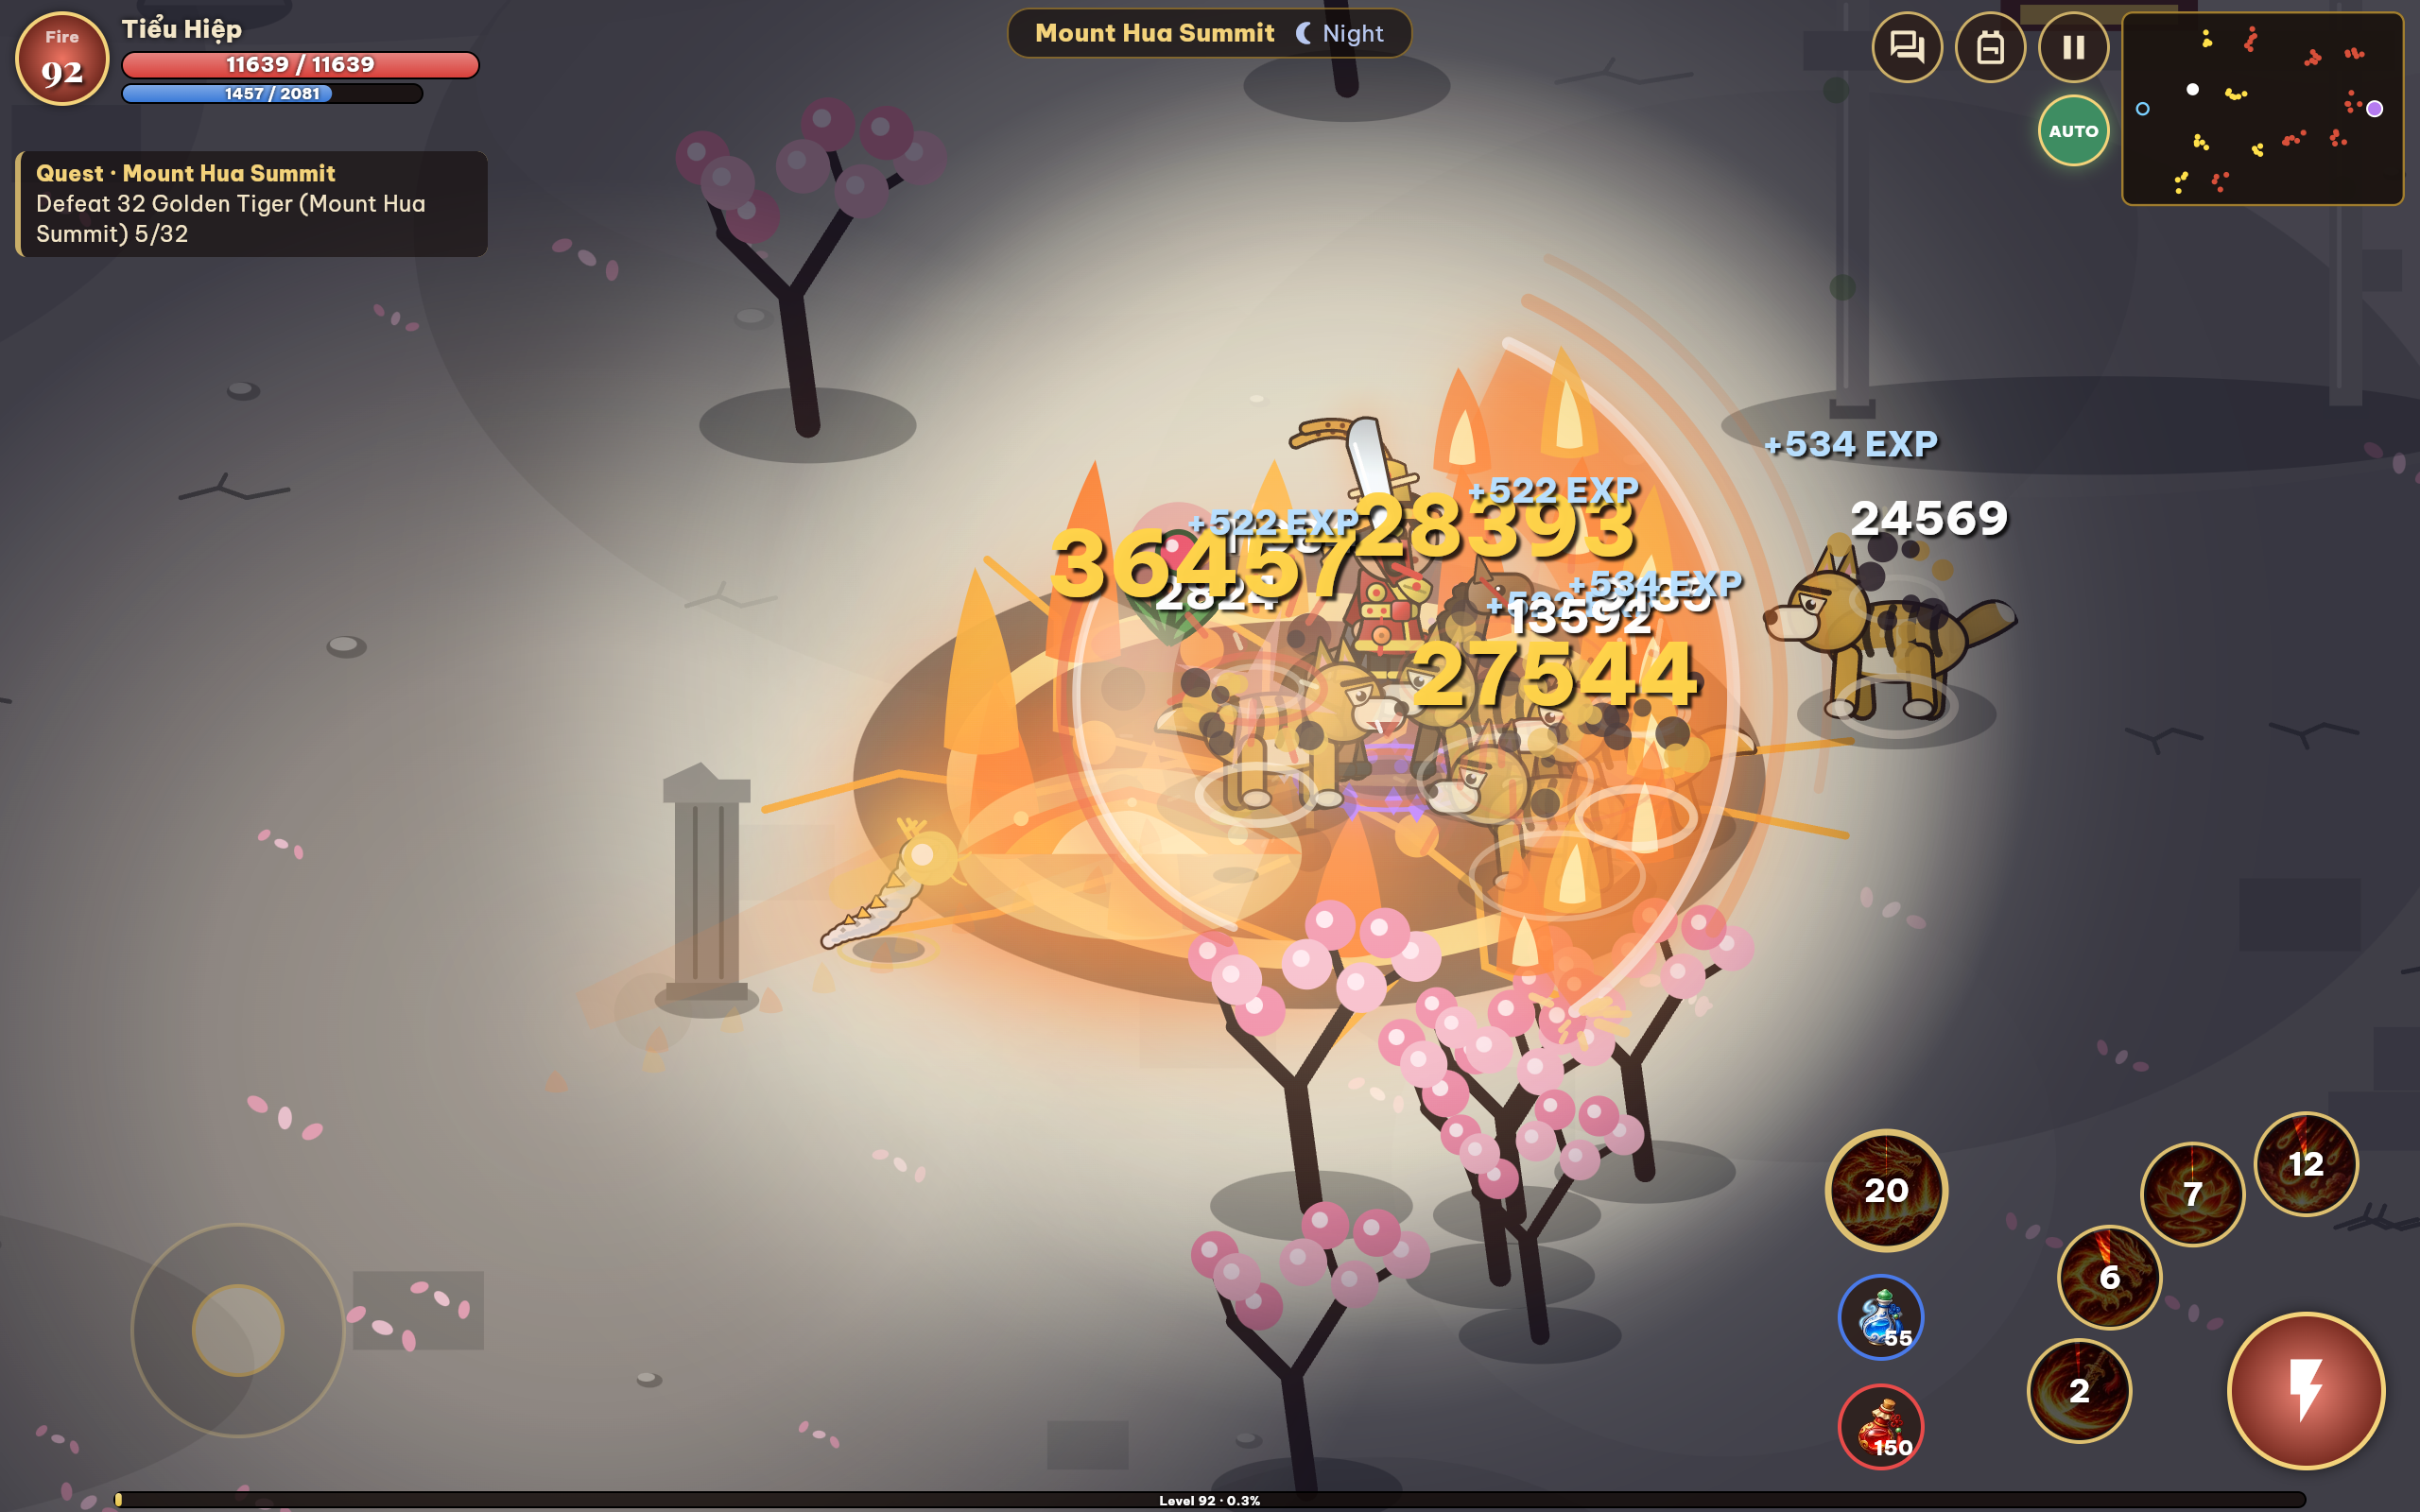 Fire
92
Tiểu Hiệp
11639 / 11639
1457 / 2081
Mount Hua Summit Night
AUTO
Quest · Mount Hua Summit
Defeat 32 Golden Tiger (Mount Hua
Summit) 5/32
+534 EXP
+522 EXP
24569
+522 EXP
28393
36457
+534 EXP
2824
13592
27544
20
7
12
6
55
2
150
Level 92 · 0.3%